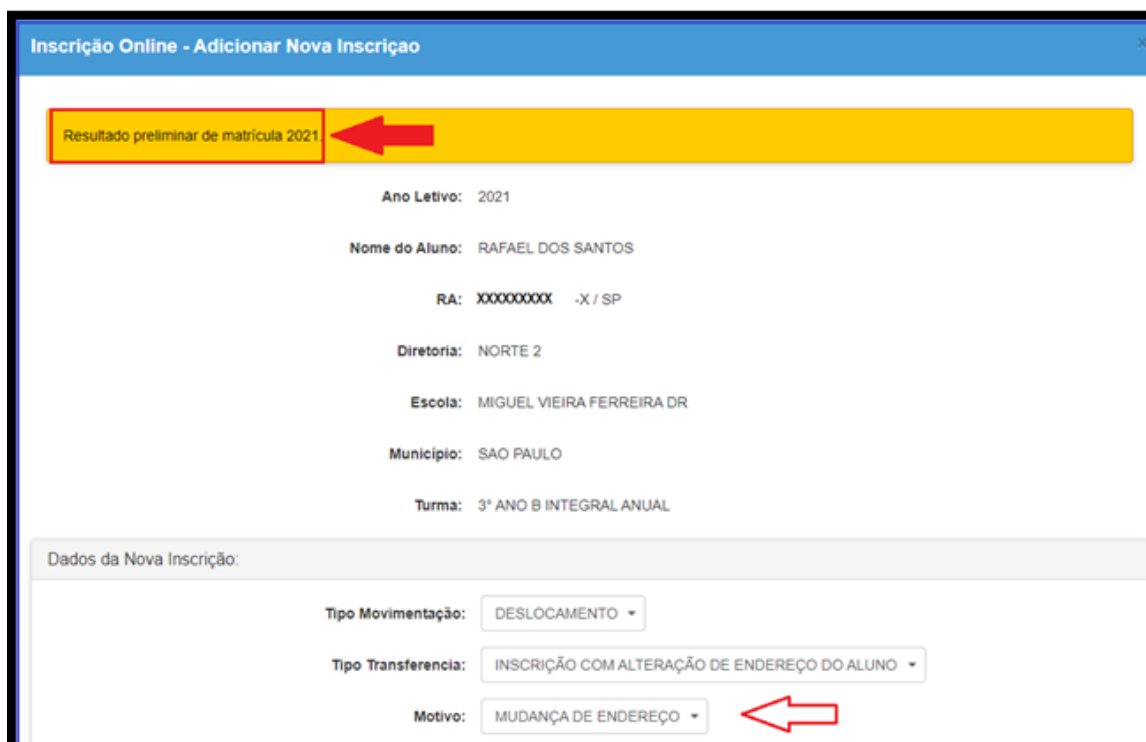 Inscrição Online - Adicionar Nova Inscriçao
Resultado preliminar de matrícula 2021.
Ano Letivo: 2021
Nome do Aluno: RAFAEL DOS SANTOS
RA: XXXXXXXXX -X / SP
Diretoria: NORTE 2
Escola: MIGUEL VIEIRA FERREIRA DR
Município: SAO PAULO
Turma: 3° ANO B INTEGRAL ANUAL
Dados da Nova Inscrição:
Tipo Movimentação: DESLOCAMENTO
Tipo Transferencia: INSCRIÇÃO COM ALTERAÇÃO DE ENDEREÇO DO ALUNO
Motivo: MUDANÇA DE ENDEREÇO